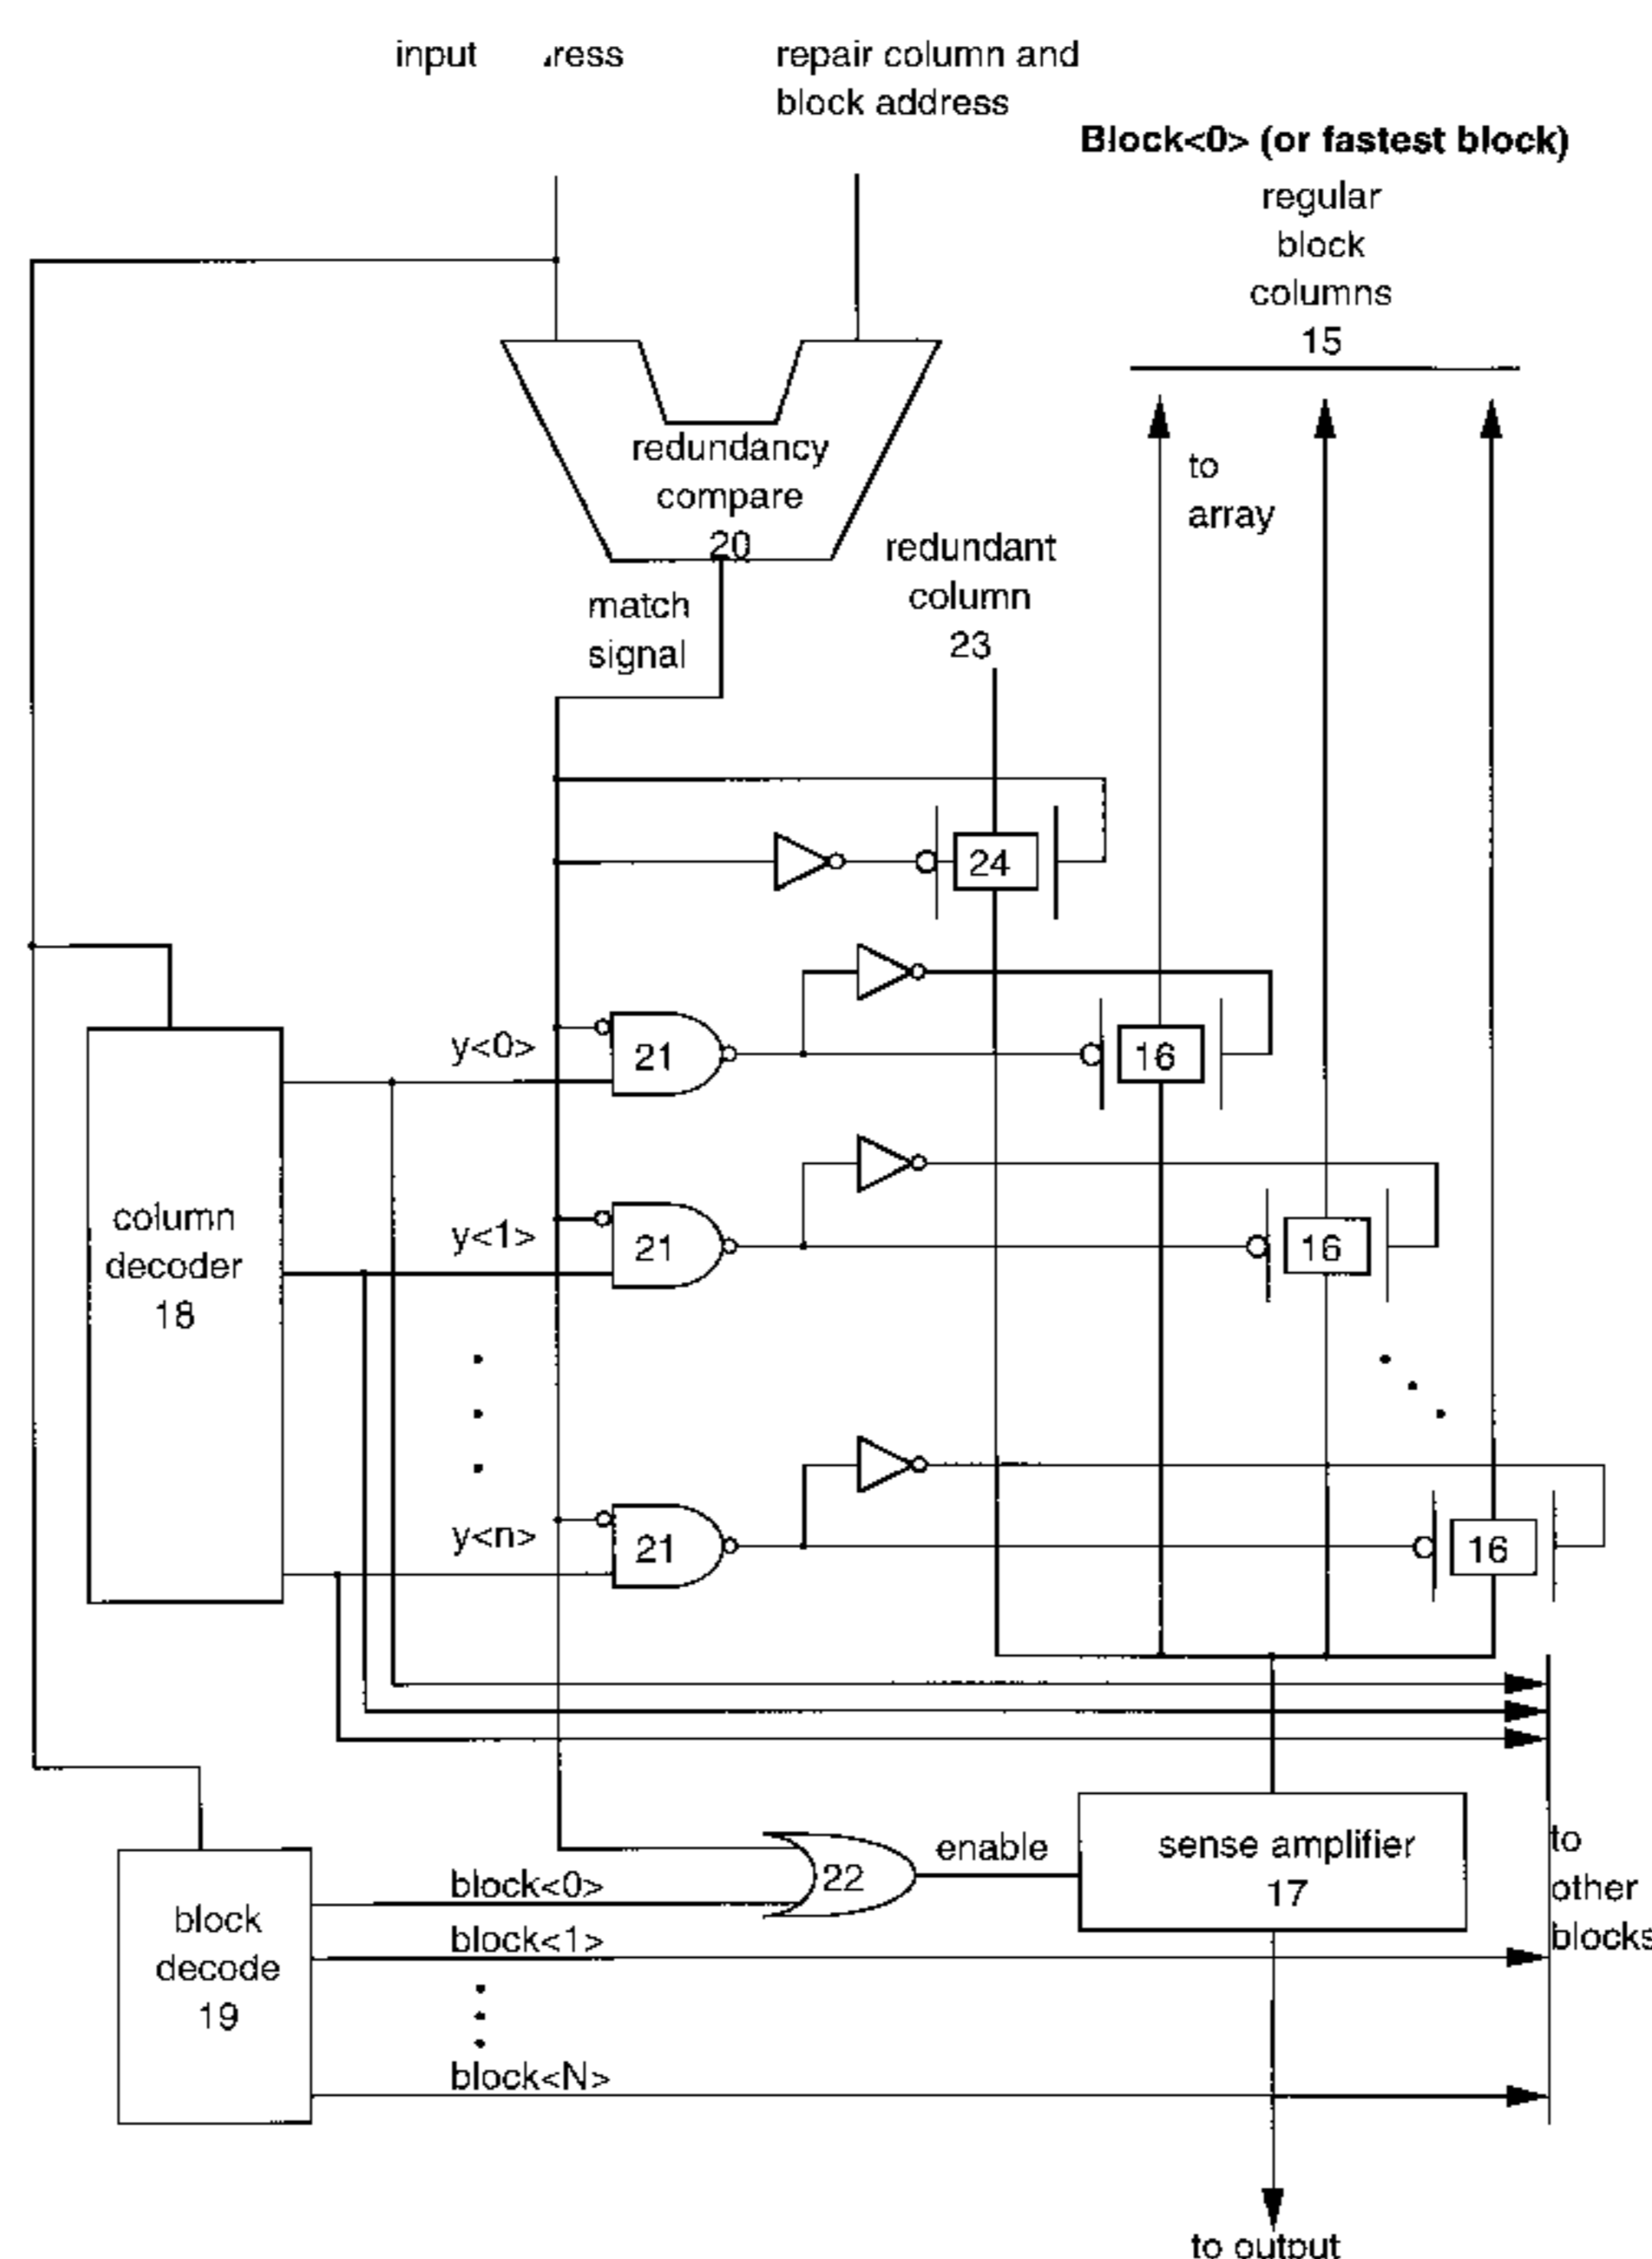 input
repair column and
block address
Block<0> (or fastest block)
regular
block
columns
15
redundancy
compare
20
to
array
redundant
column
23
match
signal
24
y<0>
21
16
y<1>
21
16
column
decoder
18
y<n>
21
16
block
decode
19
block<0>
block<1>
block<N>
22
enable
sense amplifier
17
to
other
blocks
to output